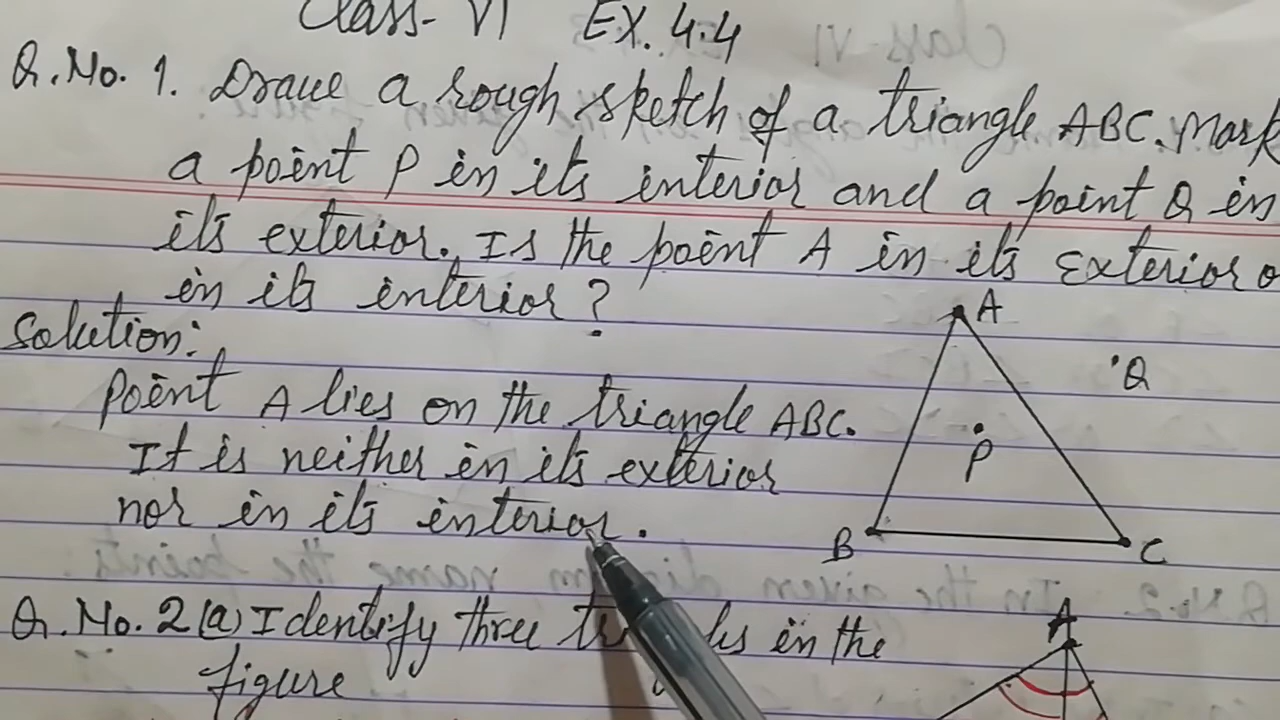 Class- VI EX. 4.4
Q.No. 1. Draw a rough sketch of a triangle ABC. Mark
a point P in its interior and a point Q in
its exterior. Is the point A in its Exterior o
in its interior?
Solution:
A
Q
Point A lies on the triangle ABC.
P
It is neither in its exterior
nor in its interior.
B C
Q.No. 2 (a) Identify three in the
A
figure